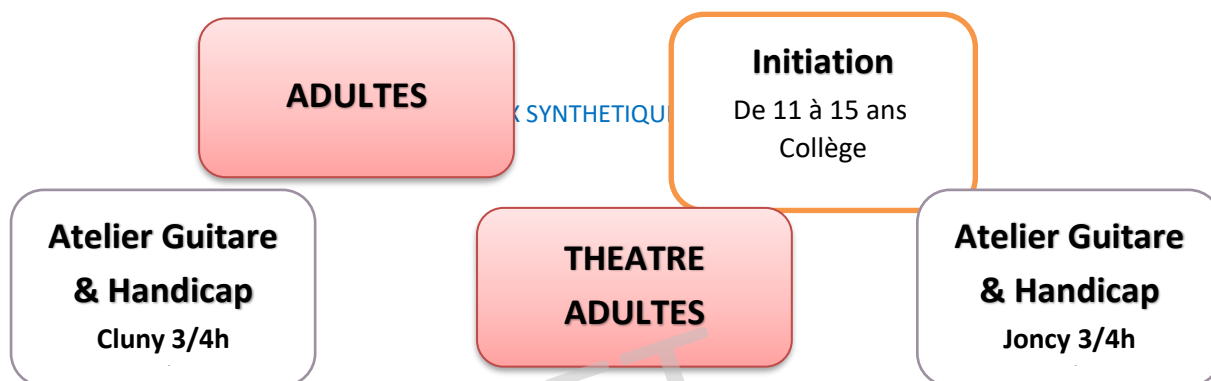 ADULTES
X SYNTHETIQU
Initiation
De 11 à 15 ans
Collège
Atelier Guitare
& Handicap
Cluny 3/4h
THEATRE
ADULTES
Atelier Guitare
& Handicap
Joncy 3/4h